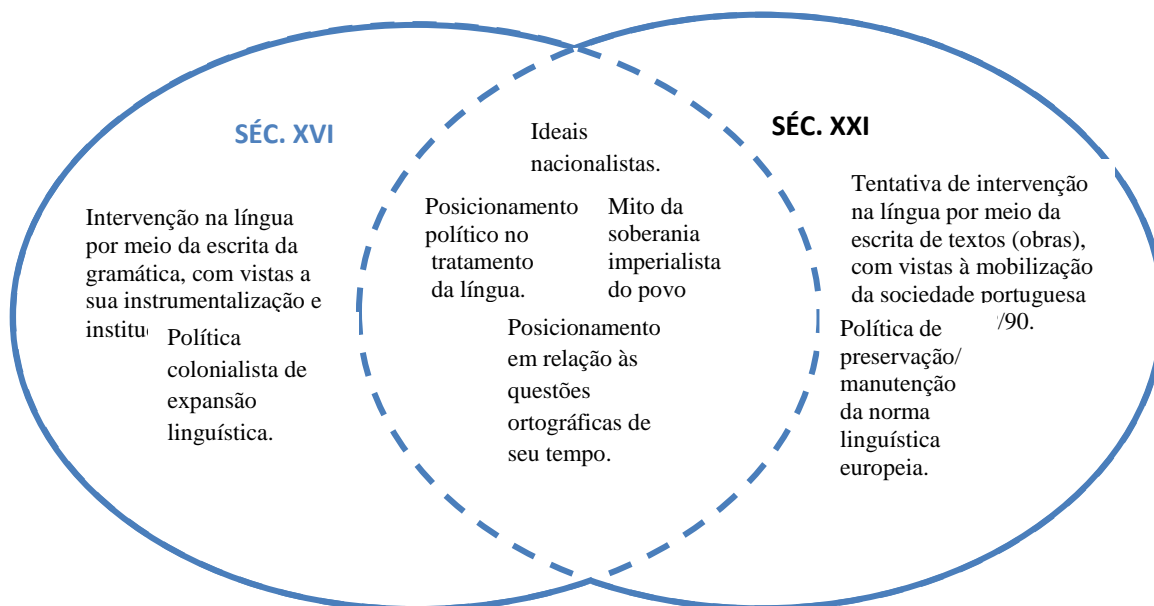 SÉC. XVI
Intervenção na língua
por meio da escrita da
gramática, com vistas a
sua instrumentalização e
Política
colonialista de
expansão
linguística.
Ideais
nacionalistas.
Posicionamento
político no
tratamento
da língua.
Mito da
soberania
imperialista
do povo
Posicionamento
em relação às
questões
ortográficas de
seu tempo.
SÉC. XXI
Tentativa de intervenção
na língua por meio da
escrita de textos (obras),
com vistas à mobilização
da sociedade portuguesa
/90.
Política de
preservação/
manutenção
da norma
linguística
europeia.